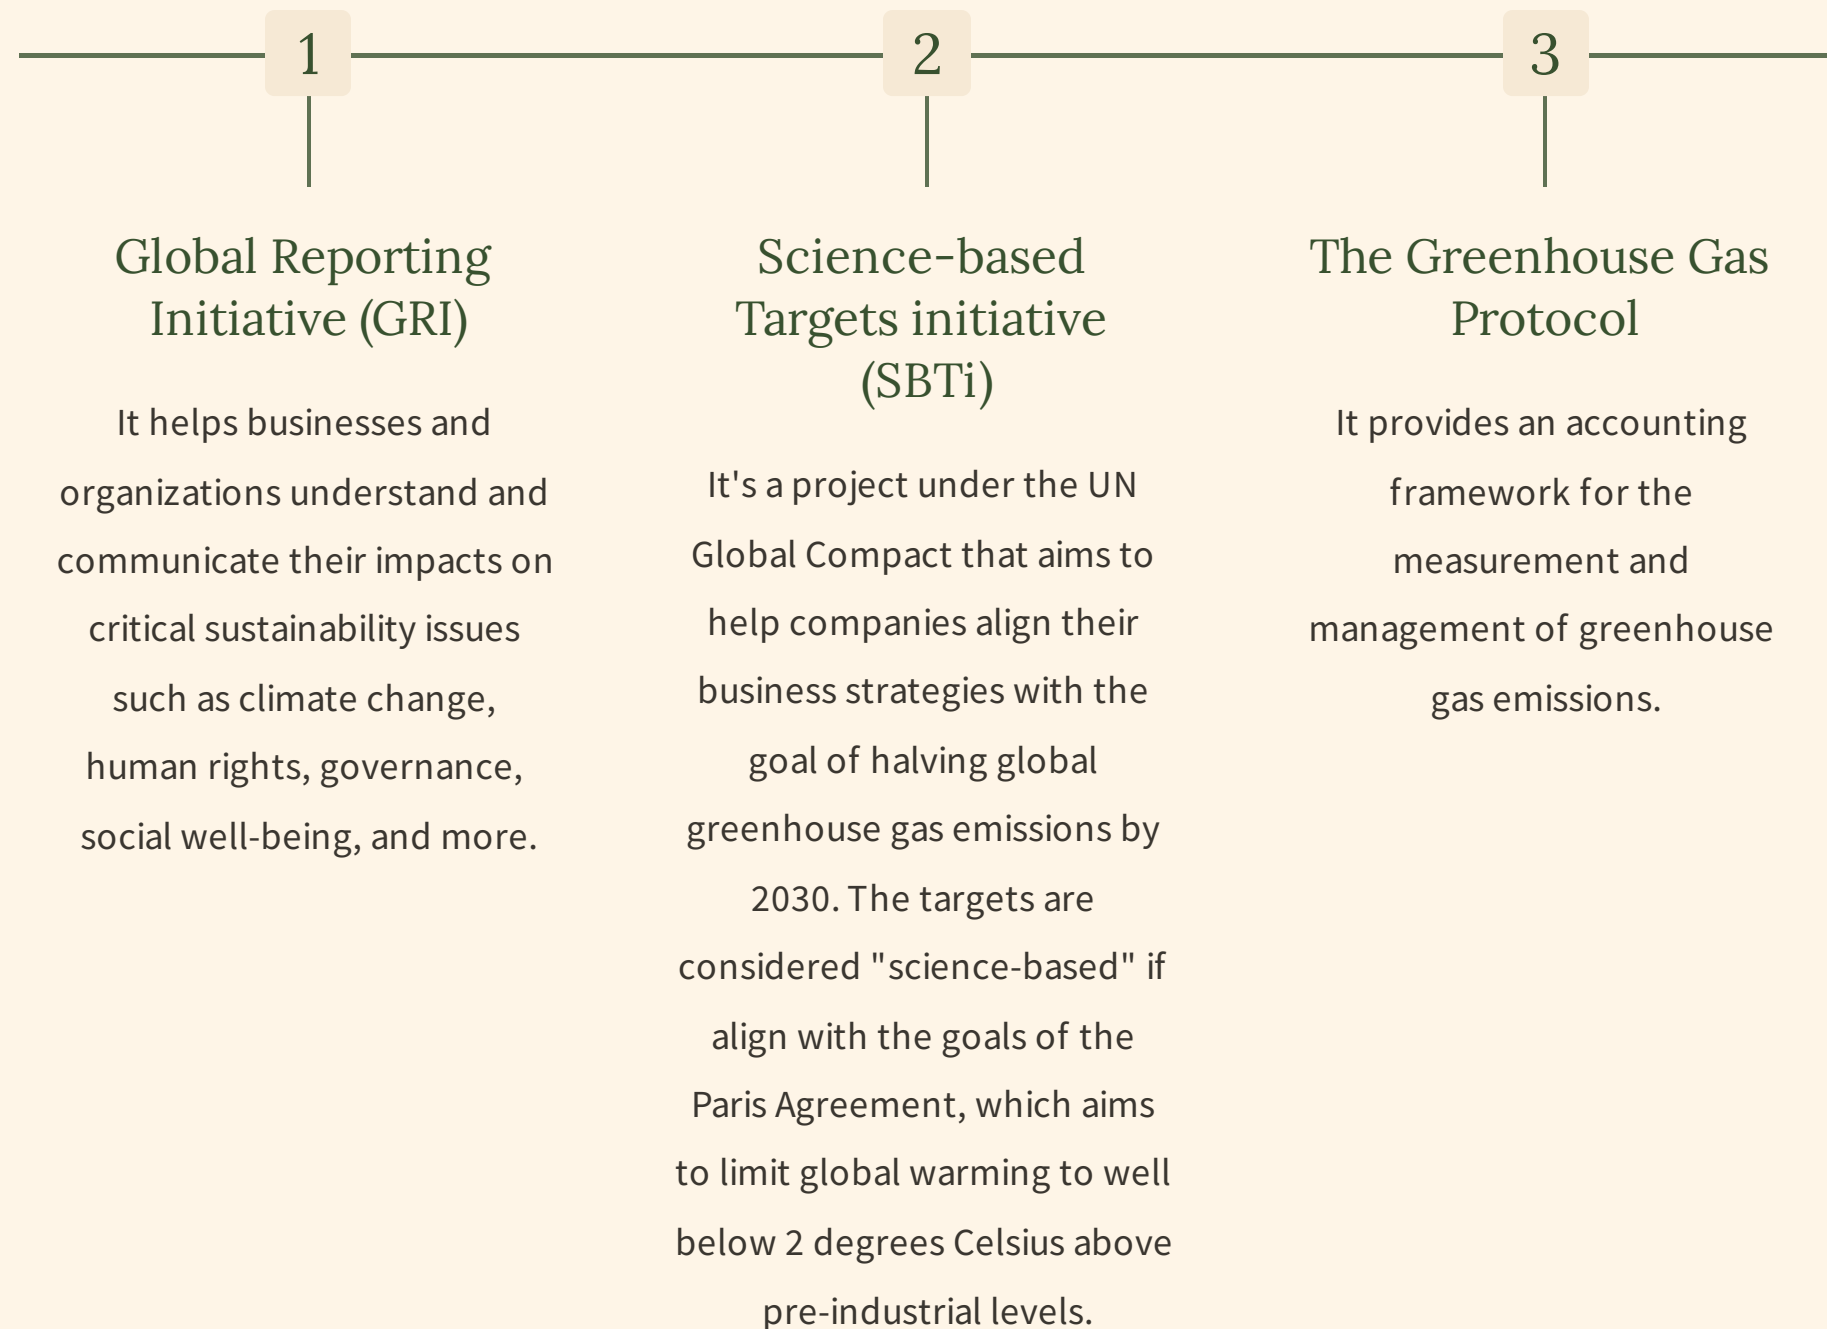 1
Global Reporting
Initiative (GRI)
It helps businesses and
organizations understand and
communicate their impacts on
critical sustainability issues
such as climate change,
human rights, governance,
social well-being, and more.
2
Science-based
Targets initiative
(SBTi)
It's a project under the UN
Global Compact that aims to
help companies align their
business strategies with the
goal of halving global
greenhouse gas emissions by
2030. The targets are
considered "science-based" if
align with the goals of the
Paris Agreement, which aims
to limit global warming to well
below 2 degrees Celsius above
pre-industrial levels.
3
The Greenhouse Gas
Protocol
It provides an accounting
framework for the
measurement and
management of greenhouse
gas emissions.